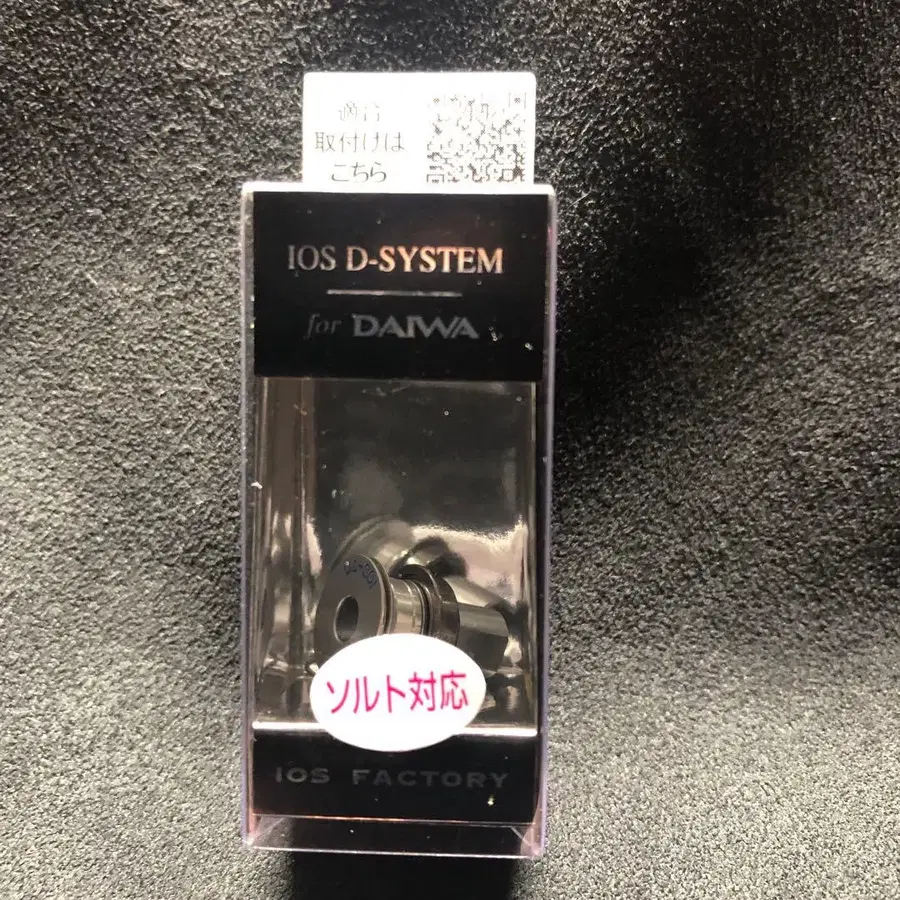 適合
取付けは
こちら
IOS D-SYSTEM
for DAIWA
ソルト対応
IOS FACTORY